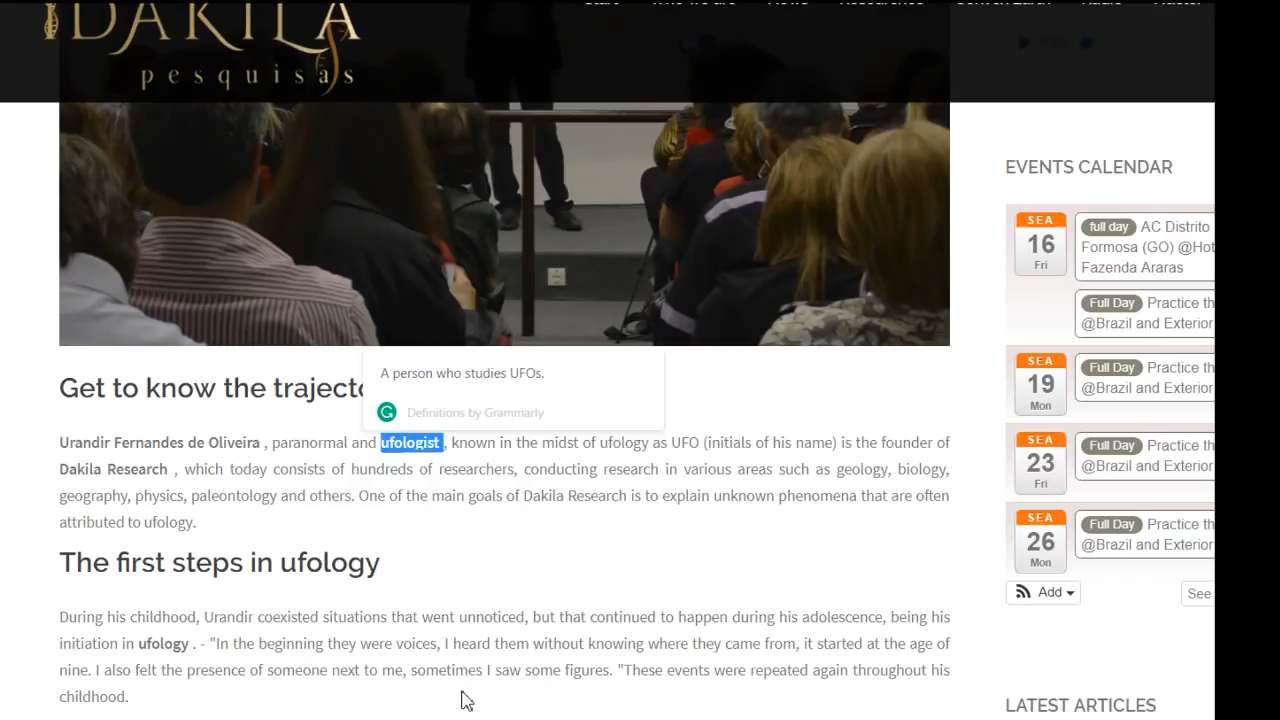 DAKILA
pesquisas
EVENTS CALENDAR
SEA
16
Fri
full day AC Distrito
Formosa (GO) @Hot
Fazenda Araras
Full Day Practice th
@Brazil and Exterior
SEA
19
Mon
Full Day Practice th
@Brazil and Exterior
SEA
23
Fri
Full Day Practice th
@Brazil and Exterior
SEA
26
Mon
Full Day Practice th
@Brazil and Exterior
Add
See
LATEST ARTICLES
Get to know the trajecto
A person who studies UFOs.
Definitions by Grammarly
Urandir Fernandes de Oliveira , paranormal and ufologist , known in the midst of ufology as UFO (initials of his name) is the founder of
Dakila Research , which today consists of hundreds of researchers, conducting research in various areas such as geology, biology,
geography, physics, paleontology and others. One of the main goals of Dakila Research is to explain unknown phenomena that are often
attributed to ufology.
The first steps in ufology
During his childhood, Urandir coexisted situations that went unnoticed, but that continued to happen during his adolescence, being his
initiation in ufology . - "In the beginning they were voices, I heard them without knowing where they came from, it started at the age of
nine. I also felt the presence of someone next to me, sometimes I saw some figures. "These events were repeated again throughout his
childhood.